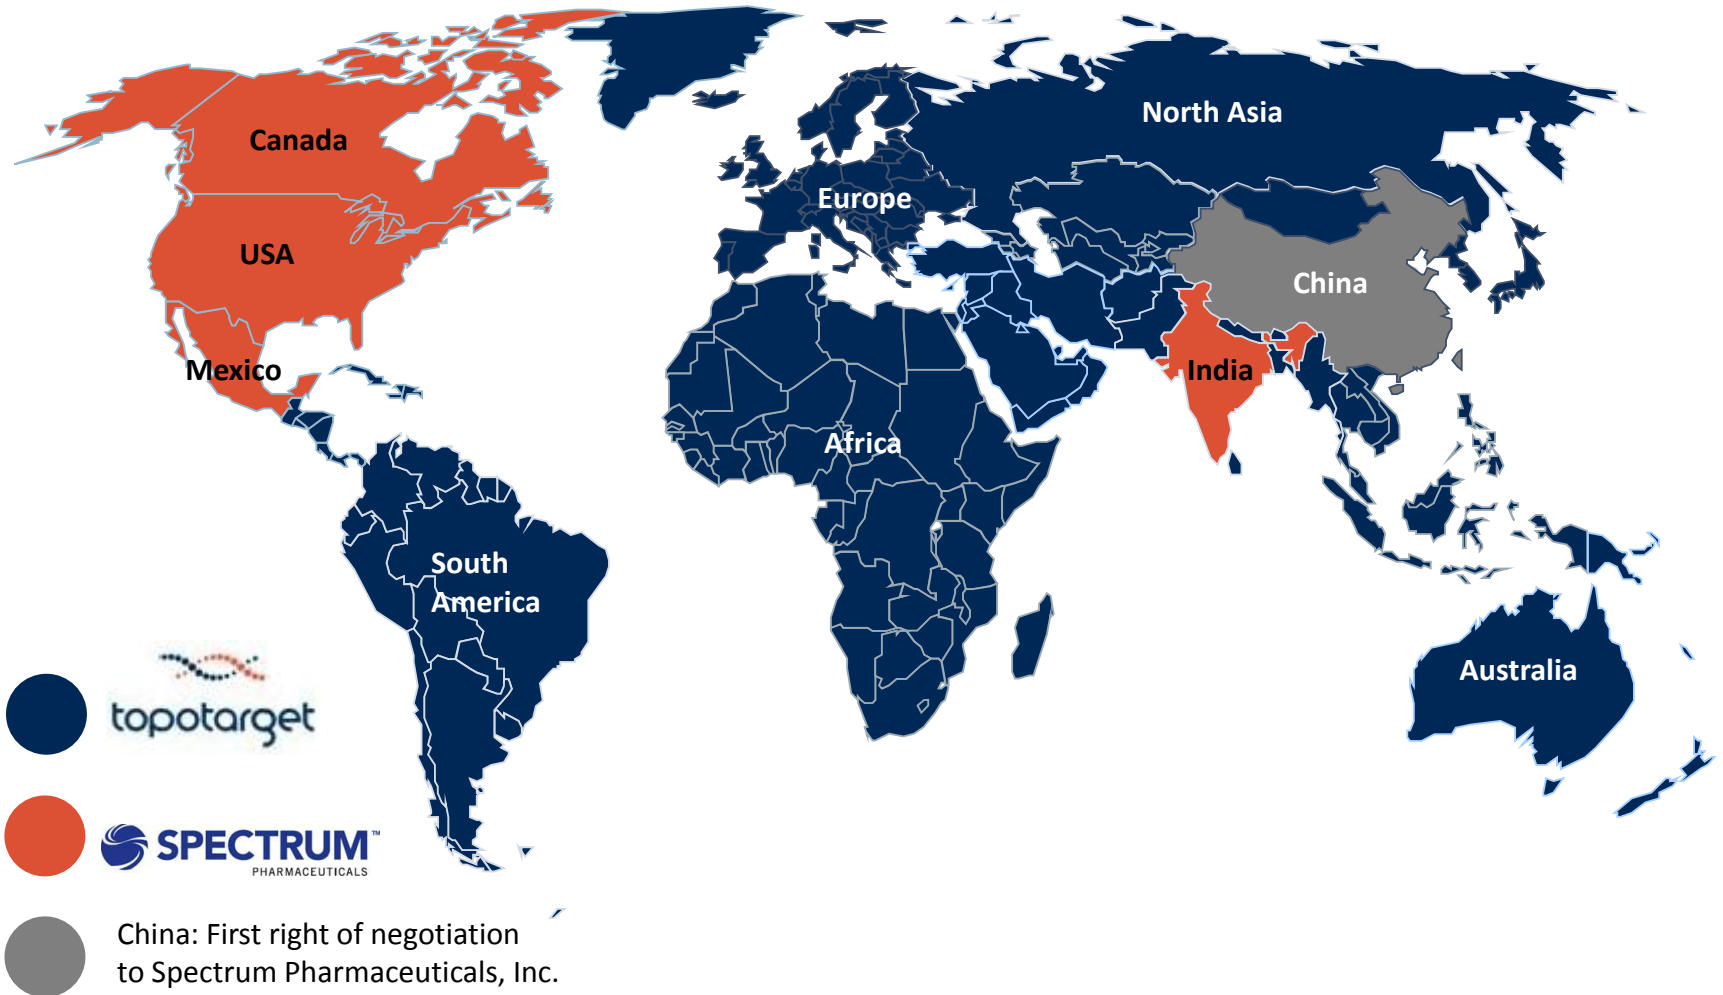 North Asia
Canada
Europe
USA
China
Mexico
India
Africa
South
America
Australia
topotarget
SPECTRUM™
PHARMACEUTICALS
China: First right of negotiation
to Spectrum Pharmaceuticals, Inc.